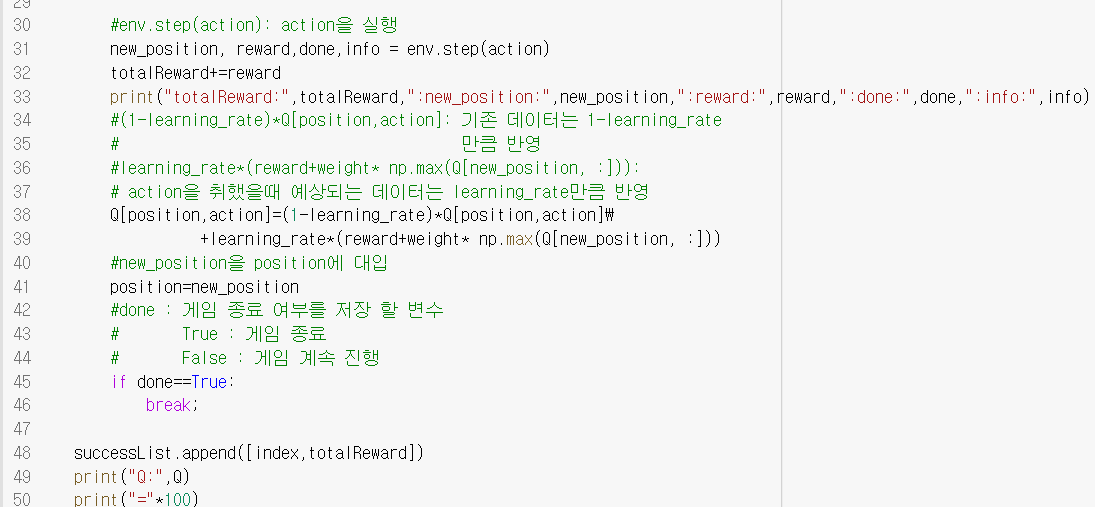 29
30 #env.step(action): action을 실행
31 new_position, reward,done,info = env.step(action)
32 totalReward+=reward
33 print("totalReward:",totalReward,":new_position:",new_position,":reward:",reward,":done:",done,":info:",info)
34 #(1-learning_rate)*Q[position,action]: 기존 데이터는 1-learning_rate
35 # 만큼 반영
36 #learning_rate*(reward+weight* np.max(Q[new_position, :])):
37 # action을 취했을때 예상되는 데이터는 learning_rate만큼 반영
38 Q[position,action]=(1-learning_rate)*Q[position,action]₩
39 +learning_rate*(reward+weight* np.max(Q[new_position, :]))
40 #new_position을 position에 대입
41 position=new_position
42 #done : 게임 종료 여부를 저장 할 변수
43 # True : 게임 종료
44 # False : 게임 계속 진행
45 if done==True:
46 break;
47
48 successList.append([index,totalReward])
49 print("Q:",Q)
50 print("="*100)